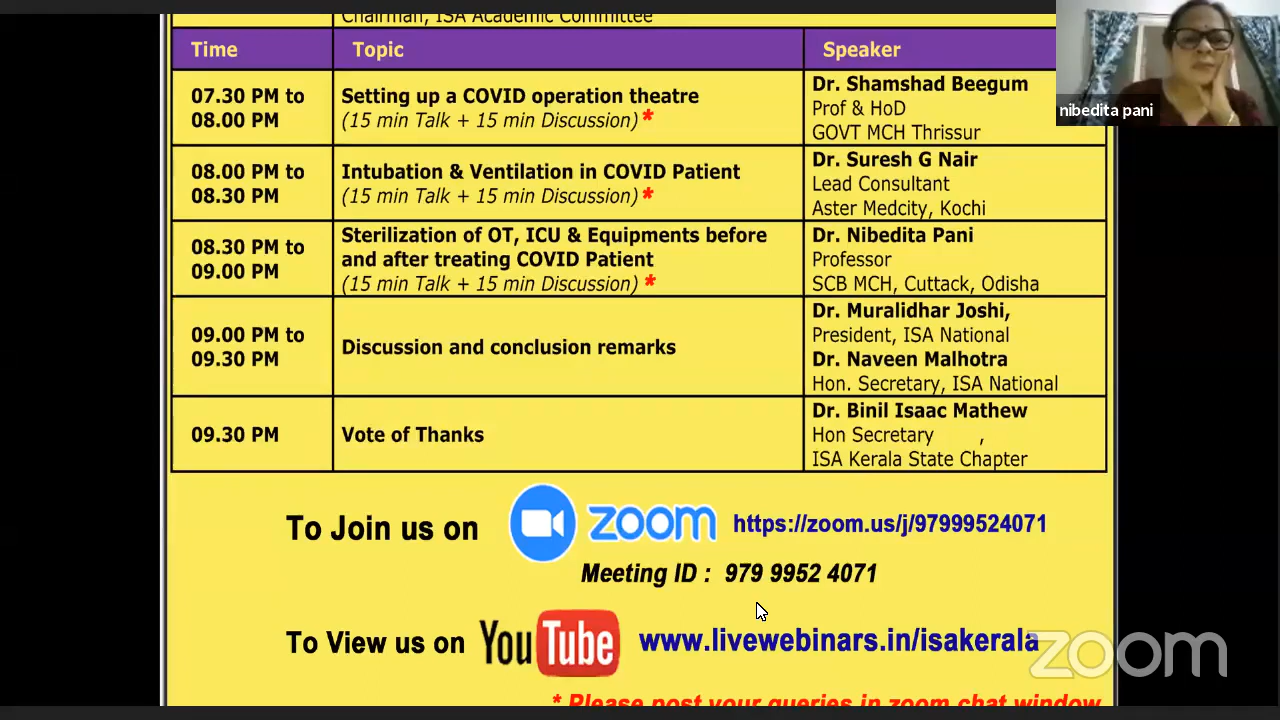 Chairman, ISA Academic Committee
Time Topic Speaker
07.30 PM to
08.00 PM
Setting up a COVID operation theatre
(15 min Talk + 15 min Discussion) *
Dr. Shamshad Beegum
Prof & HoD
GOVT MCH Thrissur
08.00 PM to
08.30 PM
Intubation & Ventilation in COVID Patient
(15 min Talk + 15 min Discussion) *
Dr. Suresh G Nair
Lead Consultant
Aster Medcity, Kochi
08.30 PM to
09.00 PM
Sterilization of OT, ICU & Equipments before
and after treating COVID Patient
(15 min Talk + 15 min Discussion) *
Dr. Nibedita Pani
Professor
SCB MCH, Cuttack, Odisha
09.00 PM to
09.30 PM
Discussion and conclusion remarks
Dr. Muralidhar Joshi,
President, ISA National
Dr. Naveen Malhotra
Hon. Secretary, ISA National
09.30 PM
Vote of Thanks
Dr. Binil Isaac Mathew
Hon Secretary ,
ISA Kerala State Chapter
To Join us on zoom https://zoom.us/j/97999524071
Meeting ID : 979 9952 4071
To View us on YouTube www.livewebinars.in/isakerala
* Please post your queries in zoom chat window
nibedita pani
zoom